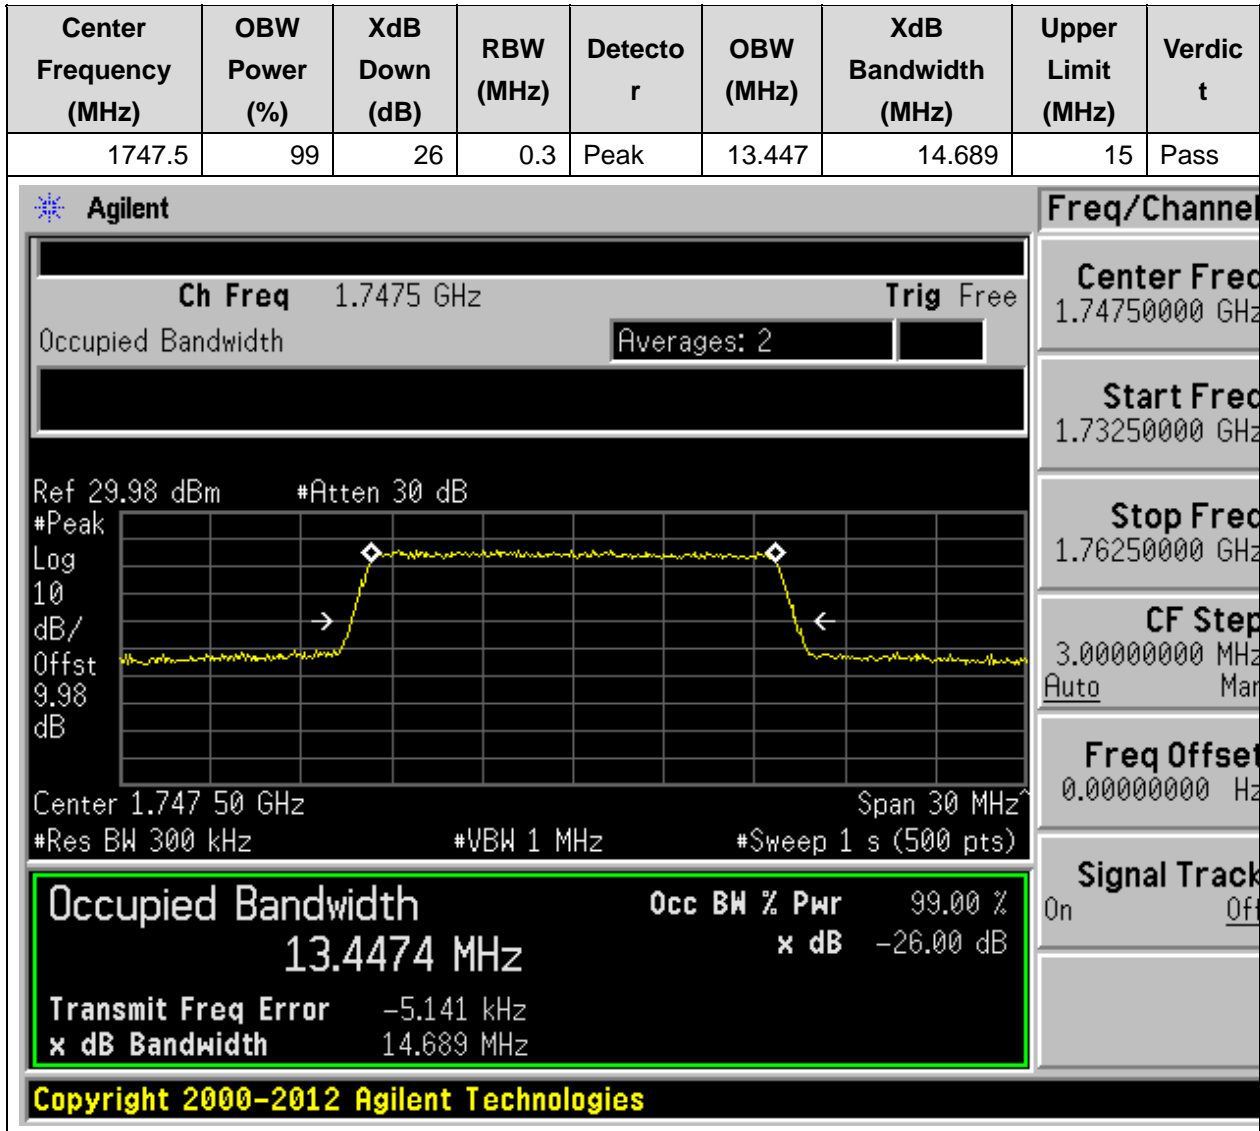 Center Frequency (MHz) OBW Power (%) XdB Down (dB) RBW (MHz) Detecto r OBW (MHz) XdB Bandwidth (MHz) Upper Limit (MHz) Verdic t
1747.5 99 26 0.3 Peak 13.447 14.689 15 Pass
Agilent
Freq/Channel
Ch Freq 1.7475 GHz Trig Free
Occupied Bandwidth Averages: 2
Center Freq
1.74750000 GHz
Start Freq
1.73250000 GHz
Stop Freq
1.76250000 GHz
CF Step
3.00000000 MHz
Auto Man
Freq Offset
0.00000000 Hz
Signal Track
On Off
Ref 29.98 dBm #Atten 30 dB
#Peak
Log
10
dB/
Offst
9.98
dB
Center 1.747 50 GHz Span 30 MHz^
#Res BW 300 kHz #VBW 1 MHz #Sweep 1 s (500 pts)
Occupied Bandwidth
13.4474 MHz
Occ BW % Pwr 99.00 %
x dB -26.00 dB
Transmit Freq Error -5.141 kHz
x dB Bandwidth 14.689 MHz
Copyright 2000-2012 Agilent Technologies